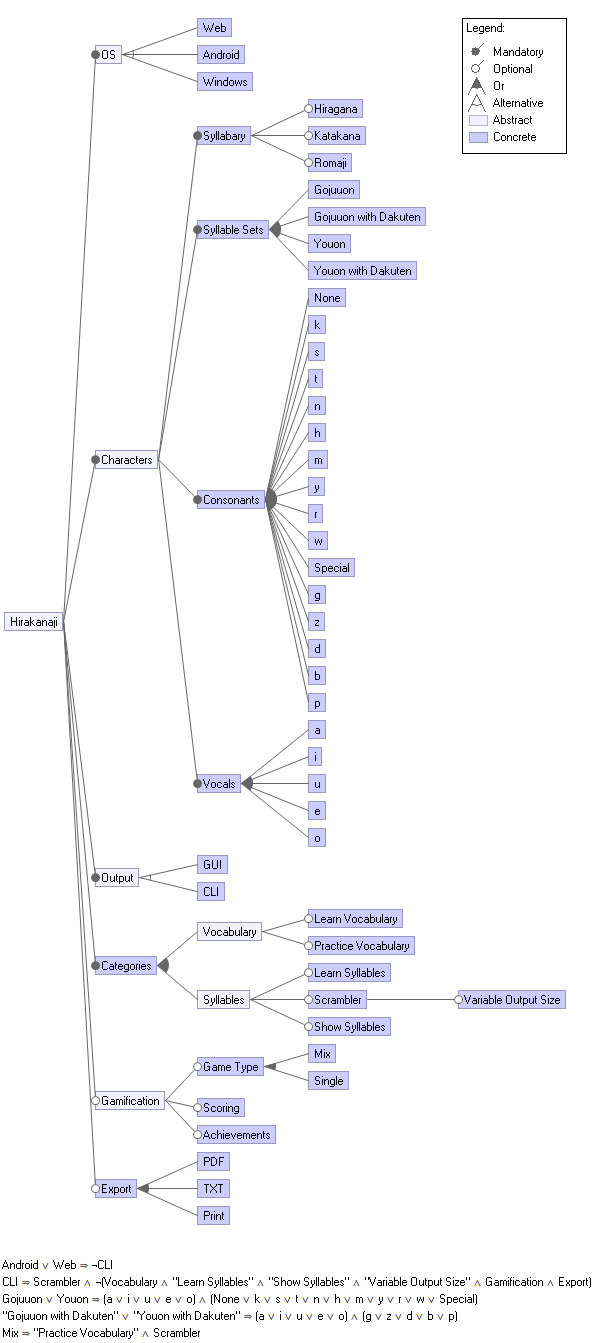 Legend:
Mandatory
Optional
Or
Alternative
Abstract
Concrete
Hirakanaji
OS
Web
Android
Windows
Characters
Syllabary
Hiragana
Katakana
Romaji
Syllable Sets
Gojuuon
Gojuuon with Dakuten
Youon
Youon with Dakuten
Consonants
None
k
s
t
n
h
m
y
r
w
Special
g
z
d
b
p
Vocals
a
i
u
e
o
Output
GUI
CLI
Categories
Vocabulary
Learn Vocabulary
Practice Vocabulary
Syllables
Learn Syllables
Scrambler
Variable Output Size
Show Syllables
Gamification
Game Type
Mix
Single
Scoring
Achievements
Export
PDF
TXT
Print
Android ∨ Web ⇒ ¬CLI
CLI ⇒ Scrambler ∧ ¬(Vocabulary ∧ "Learn Syllables" ∧ "Show Syllables" ∧ "Variable Output Size" ∧ Gamification ∧ Export)
Gojuuon ∨ Youon ⇒ (a ∨ i ∨ u ∨ e ∨ o) ∧ (None ∨ k ∨ s ∨ t ∨ n ∨ h ∨ m ∨ y ∨ r ∨ w ∨ Special)
"Gojuuon with Dakuten" ∨ "Youon with Dakuten" ⇒ (a ∨ i ∨ u ∨ e ∨ o) ∧ (g ∨ z ∨ d ∨ b ∨ p)
Mix ⇒ "Practice Vocabulary" ∧ Scrambler